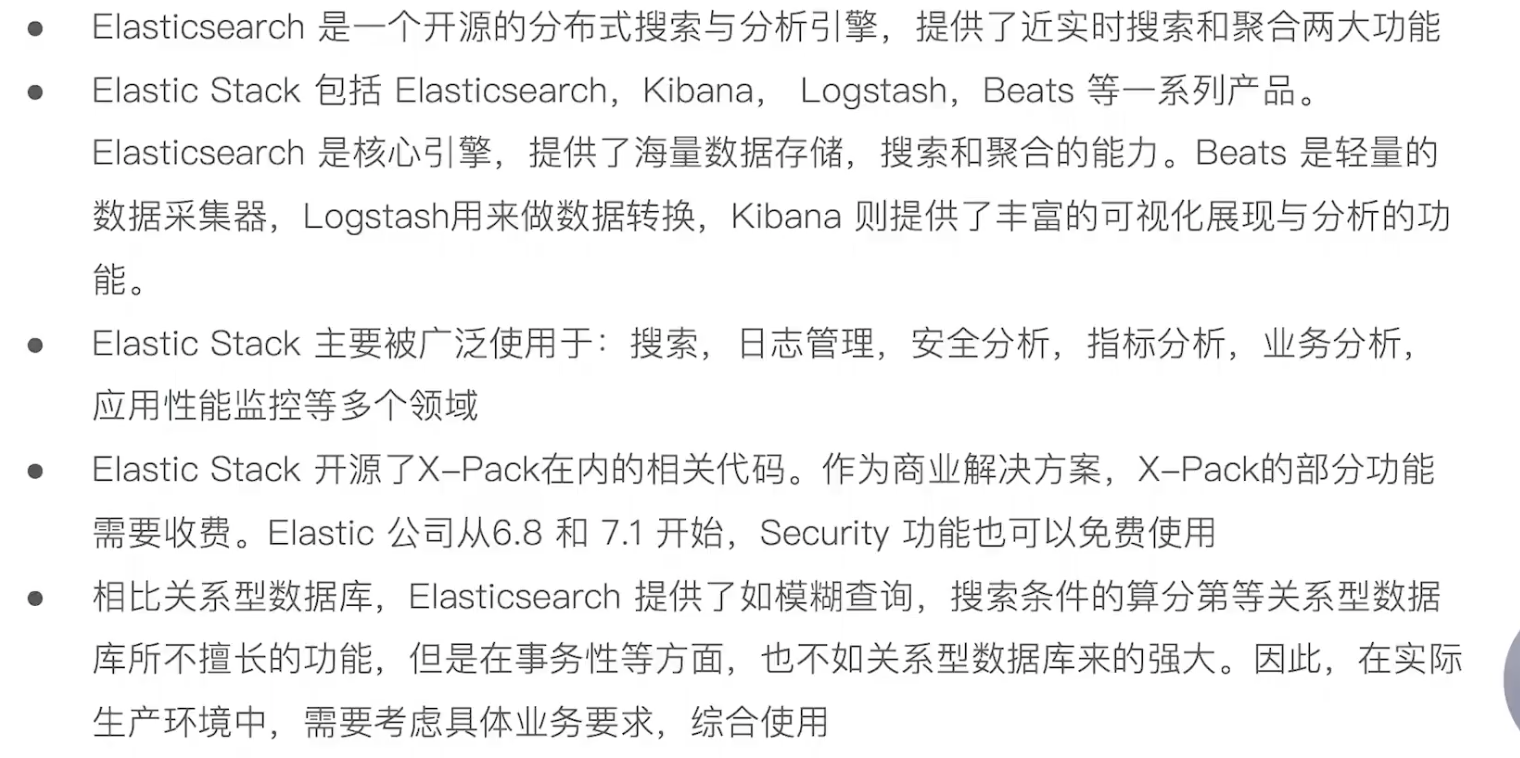 • Elasticsearch 是一个开源的分布式搜索与分析引擎，提供了近实时搜索和聚合两大功能
• Elastic Stack 包括 Elasticsearch，Kibana， Logstash，Beats 等一系列产品。
Elasticsearch 是核心引擎，提供了海量数据存储，搜索和聚合的能力。Beats 是轻量的
数据采集器，Logstash用来做数据转换，Kibana 则提供了丰富的可视化展现与分析的功
能。
• Elastic Stack 主要被广泛使用于：搜索，日志管理，安全分析，指标分析，业务分析，
应用性能监控等多个领域
• Elastic Stack 开源了X-Pack在内的相关代码。作为商业解决方案，X-Pack的部分功能
需要收费。Elastic 公司从6.8 和 7.1 开始，Security 功能也可以免费使用
• 相比关系型数据库，Elasticsearch 提供了如模糊查询，搜索条件的算分第等关系型数据
库所不擅长的功能，但是在事务性等方面，也不如关系型数据库来的强大。因此，在实际
生产环境中，需要考虑具体业务要求，综合使用